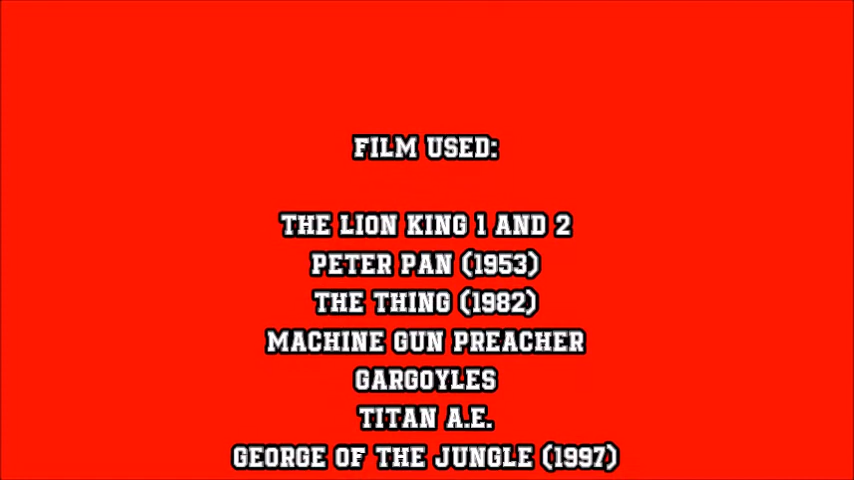 FILM USED:
THE LION KING 1 AND 2
PETER PAN (1953)
THE THING (1982)
MACHINE GUN PREACHER
GARGOYLES
TITAN A.E.
GEORGE OF THE JUNGLE (1997)